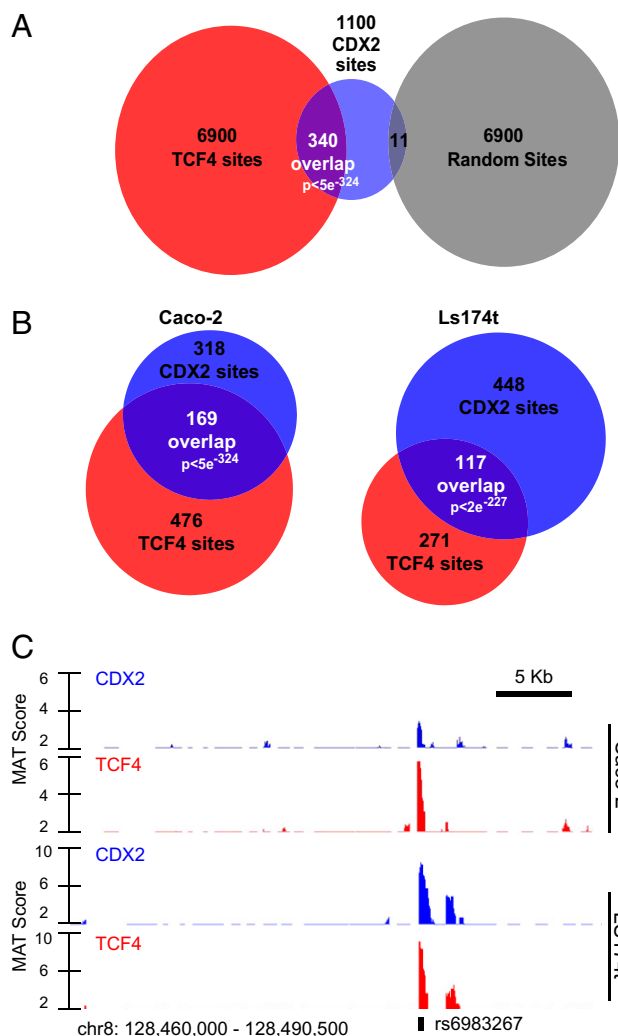 A
1100
CDX2
sites
6900
TCF4 sites
340
overlap
p<5e-324
11
6900
Random Sites
B
Caco-2
318
CDX2 sites
169
overlap
p<5e-324
476
TCF4 sites
Ls174t
448
CDX2 sites
117
overlap
p<2e-227
271
TCF4 sites
C
MAT Score
6
4
2
CDX2
5 Kb
6
4
2
TCF4
MAT Score
10
6
2
CDX2
10
6
2
TCF4
chr8: 128,460,000 - 128,490,500
rs6983267